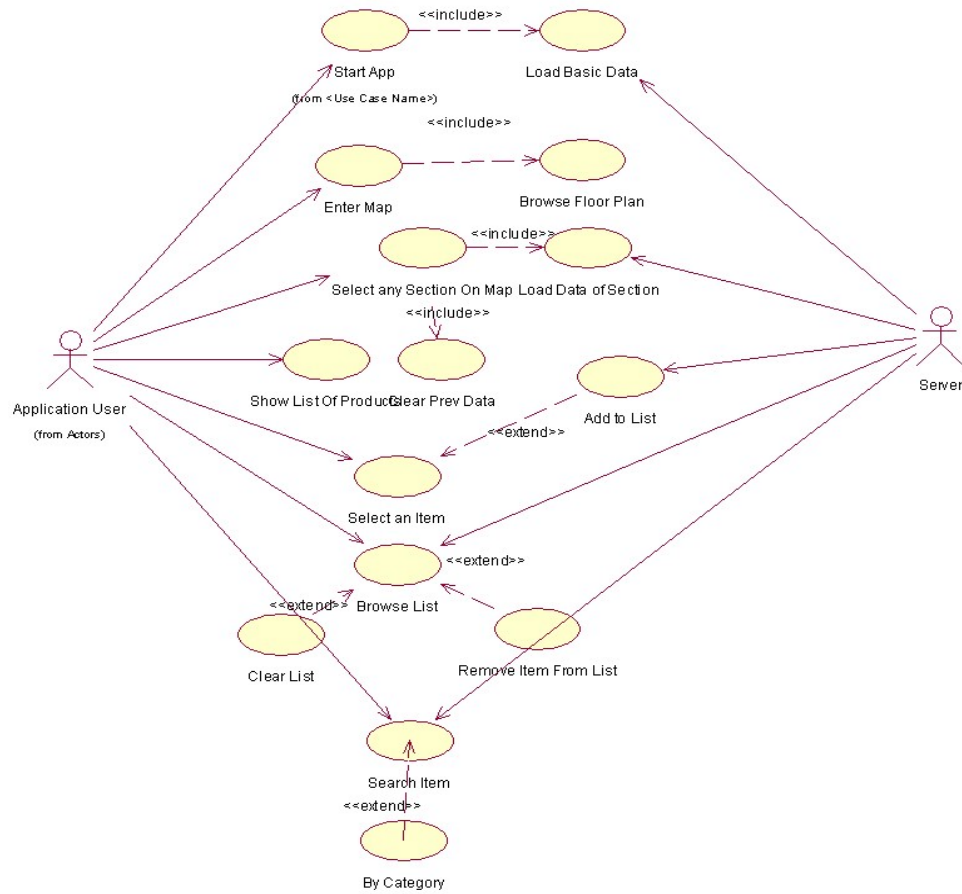 <<include>>
Start App
Load Basic Data
(from <Use Case Name>)
<<include>>
Enter Map
Browse Floor Plan
<<include>>
Select any Section On Map
Load Data of Section
<<include>>
Application User
(from Actors)
Show List Of Products
Clear Prev Data
Add to List
Server
<<extend>>
Select an Item
<<extend>>
Browse List
<<extend>>
Clear List
Remove Item From List
Search Item
<<extend>>
By Category